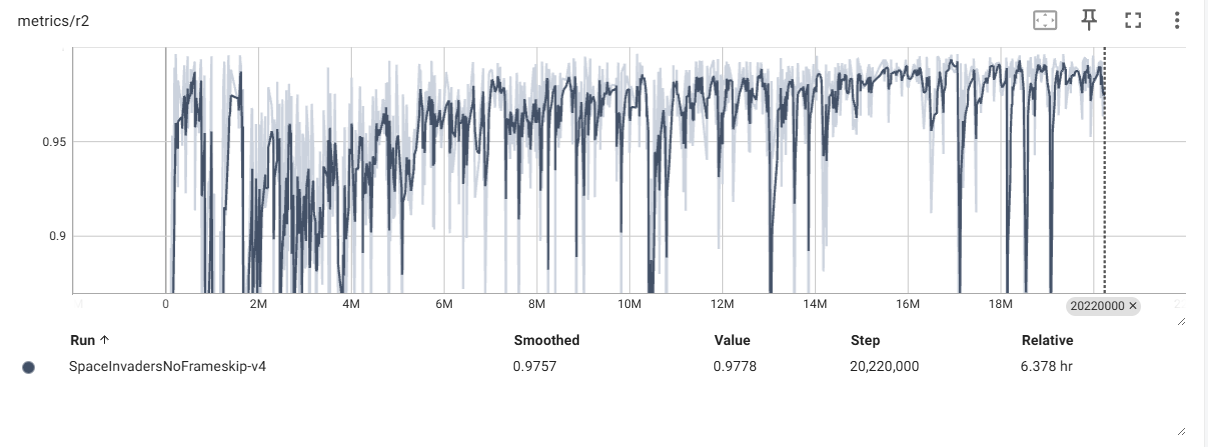 metrics/r2
0.95
0.9
0 2M 4M 6M 8M 10M 12M 14M 16M 18M
20220000 ×
Run ↑ Smoothed Value Step Relative
SpaceInvadersNoFrameskip-v4 0.9757 0.9778 20,220,000 6.378 hr